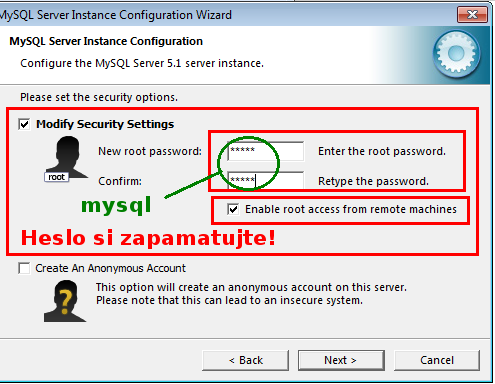 MySQL Server Instance Configuration Wizard
MySQL Server Instance Configuration
Configure the MySQL Server 5.1 server instance.
Please set the security options.
Modify Security Settings
root
New root password:
*****
Enter the root password.
Confirm:
*****
Retype the password.
mysql
Enable root access from remote machines
Heslo si zapamatujte!
Create An Anonymous Account
This option will create an anonymous account on this server.
Please note that this can lead to an insecure system.
< Back
Next >
Cancel